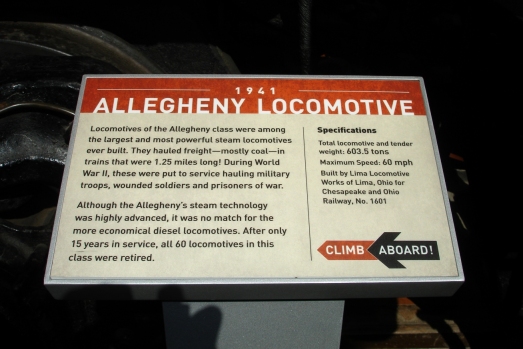 1941
ALLEGHENY LOCOMOTIVE
Locomotives of the Allegheny class were among
the largest and most powerful steam locomotives
ever built. They hauled freight—mostly coal—in
trains that were 1.25 miles long! During World
War II, these were put to service hauling military
troops, wounded soldiers and prisoners of war.
Although the Allegheny's steam technology
was highly advanced, it was no match for the
more economical diesel locomotives. After only
15 years in service, all 60 locomotives in this
class were retired.
Specifications
Total locomotive and tender
weight: 603.5 tons
Maximum Speed: 60 mph
Built by Lima Locomotive
Works of Lima, Ohio for
Chesapeake and Ohio
Railway, No. 1601
CLIMB ABOARD!